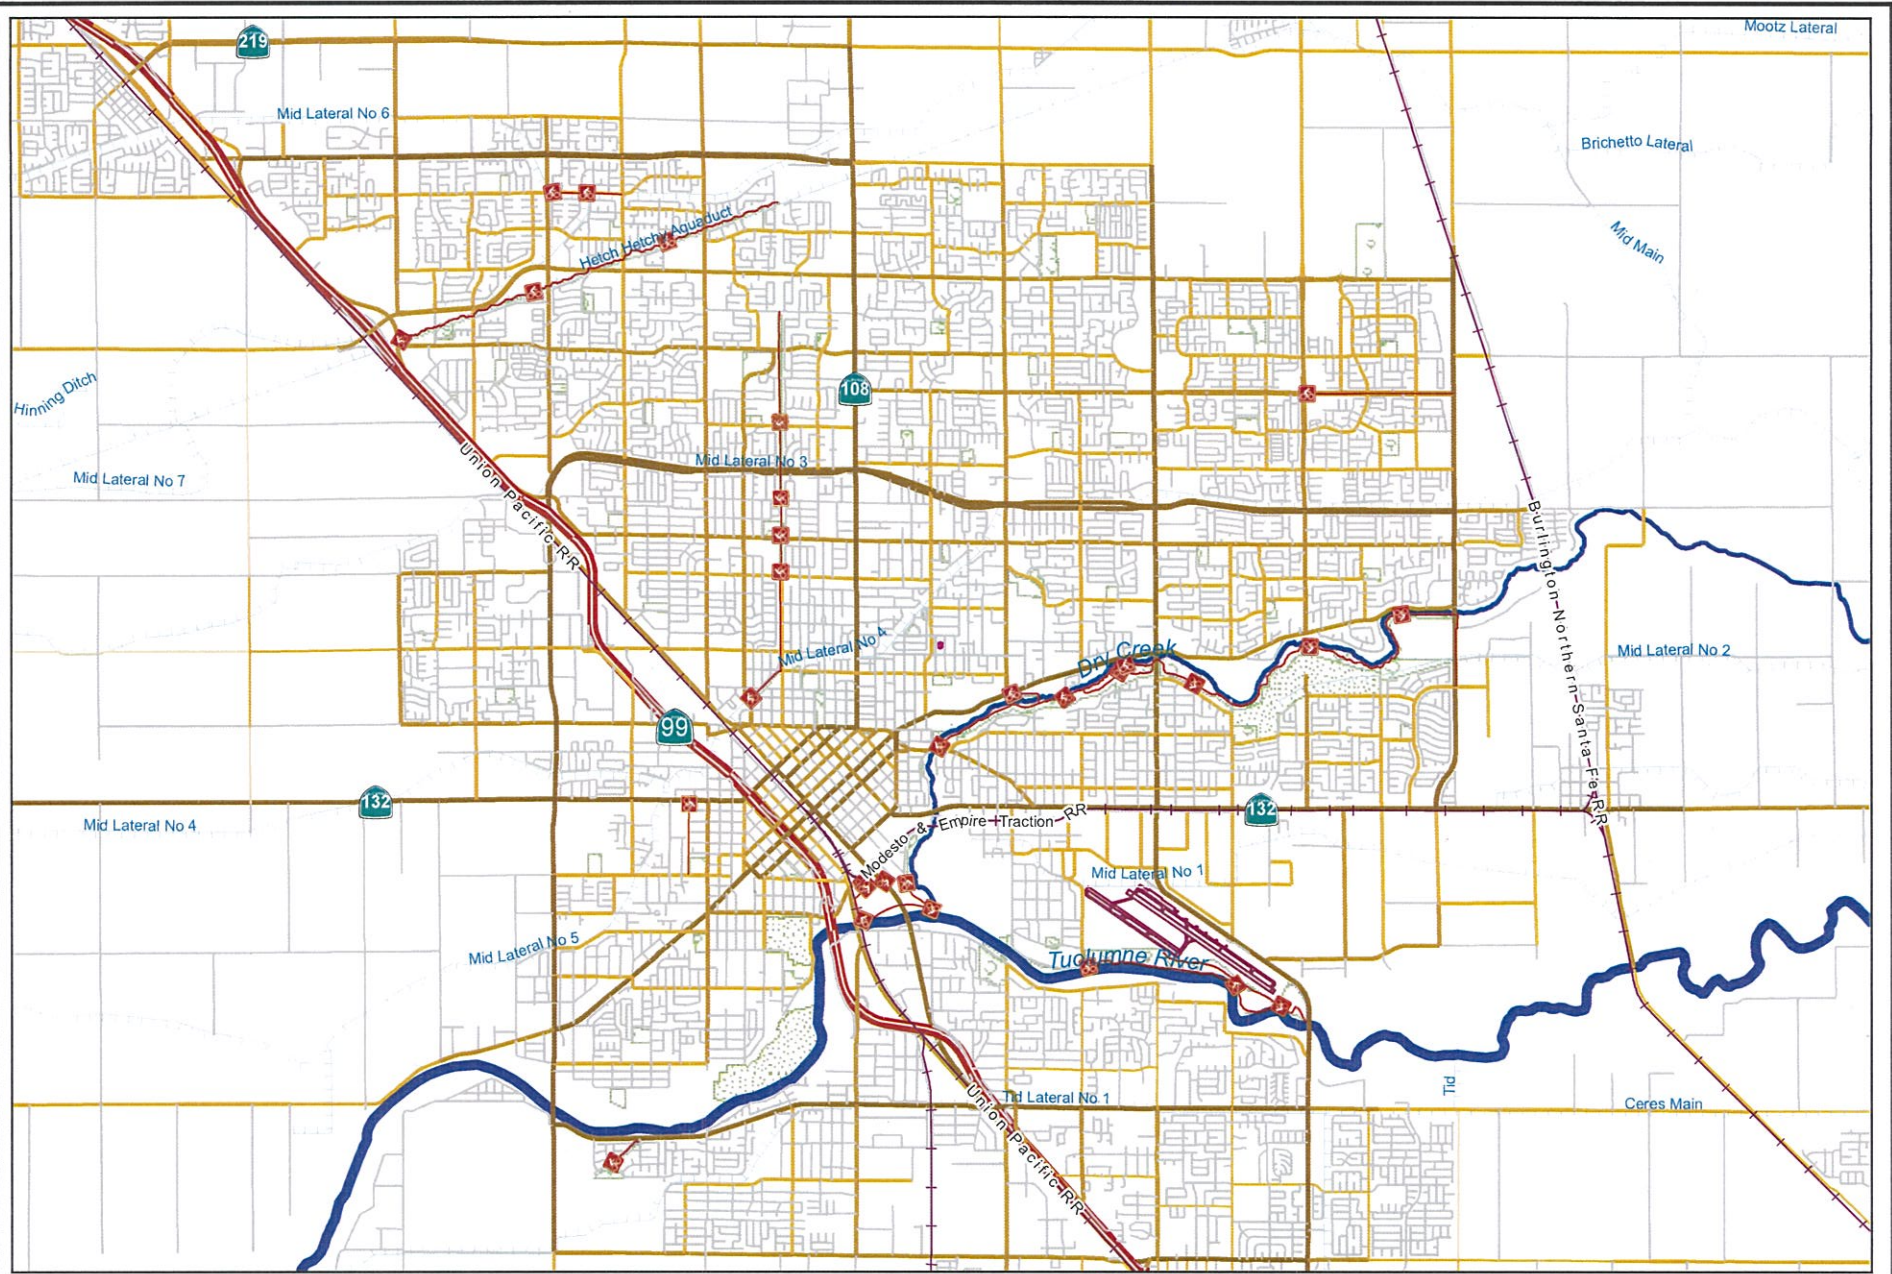 219
Mootz Lateral
Mid Lateral No 6
Brichetto Lateral
Hetch Hetchy Aquaduct
Mid Main
Hinning Ditch
108
Mid Lateral No 3
Union Pacific RR
Mid Lateral No 7
Burlington Northern Santa Fe RR
Mid Lateral No 4
Dry Creek
Mid Lateral No 2
99
132
132
Mid Lateral No 4
Modesto & Empire Traction RR
Mid Lateral No 1
Mid Lateral No 5
Tuolumne River
Tid
Tid Lateral No 1
Ceres Main
Union Pacific RR